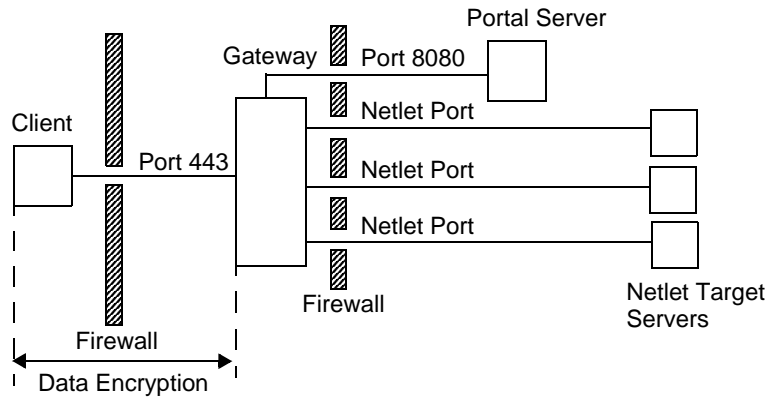 Portal Server
Gateway
Port 8080
Client
Netlet Port
Port 443
Netlet Port
Netlet Port
Firewall
Netlet Target
Servers
Firewall
Data Encryption